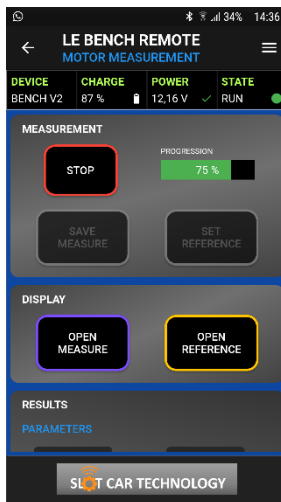 34% 14:36
LE BENCH REMOTE
MOTOR MEASUREMENT
DEVICE CHARGE POWER STATE
BENCH V2 87 % 12,16 V RUN
MEASUREMENT
STOP
PROGRESSION
75 %
SAVE
MEASURE
SET
REFERENCE
DISPLAY
OPEN
MEASURE
OPEN
REFERENCE
RESULTS
PARAMETERS
SLOT CAR TECHNOLOGY